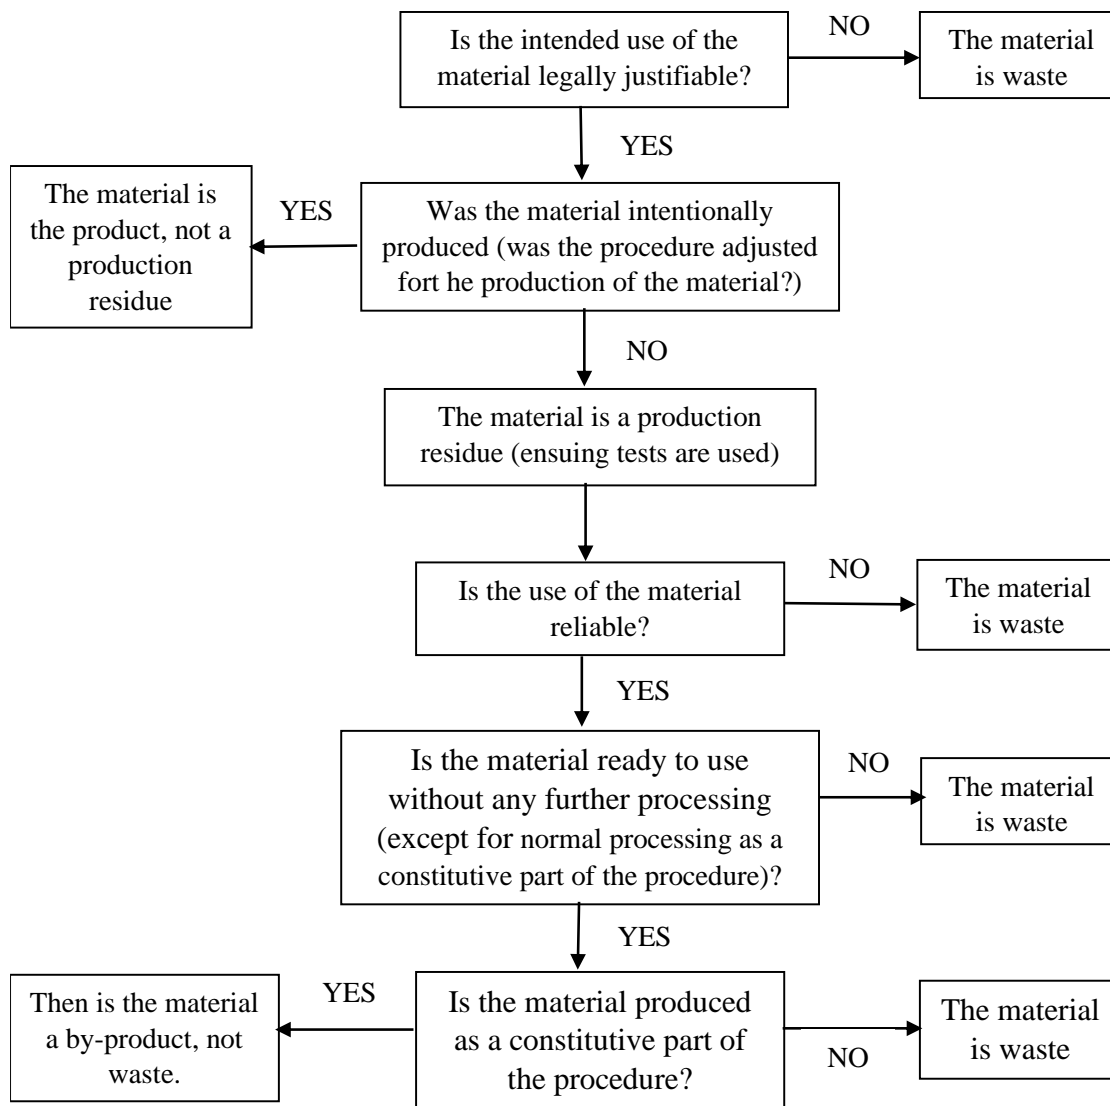 Is the intended use of the
material legally justifiable?
NO
The material
is waste
YES
The material is
the product, not a
production
residue
YES
Was the material intentionally
produced (was the procedure adjusted
fort he production of the material?)
NO
The material is a production
residue (ensuing tests are used)
Is the use of the material
reliable?
NO
The material
is waste
YES
Is the material ready to use
without any further processing
(except for normal processing as a
constitutive part of the procedure)?
NO
The material
is waste
YES
Then is the material
a by-product, not
waste.
YES
Is the material produced
as a constitutive part of
the procedure?
NO
The material
is waste